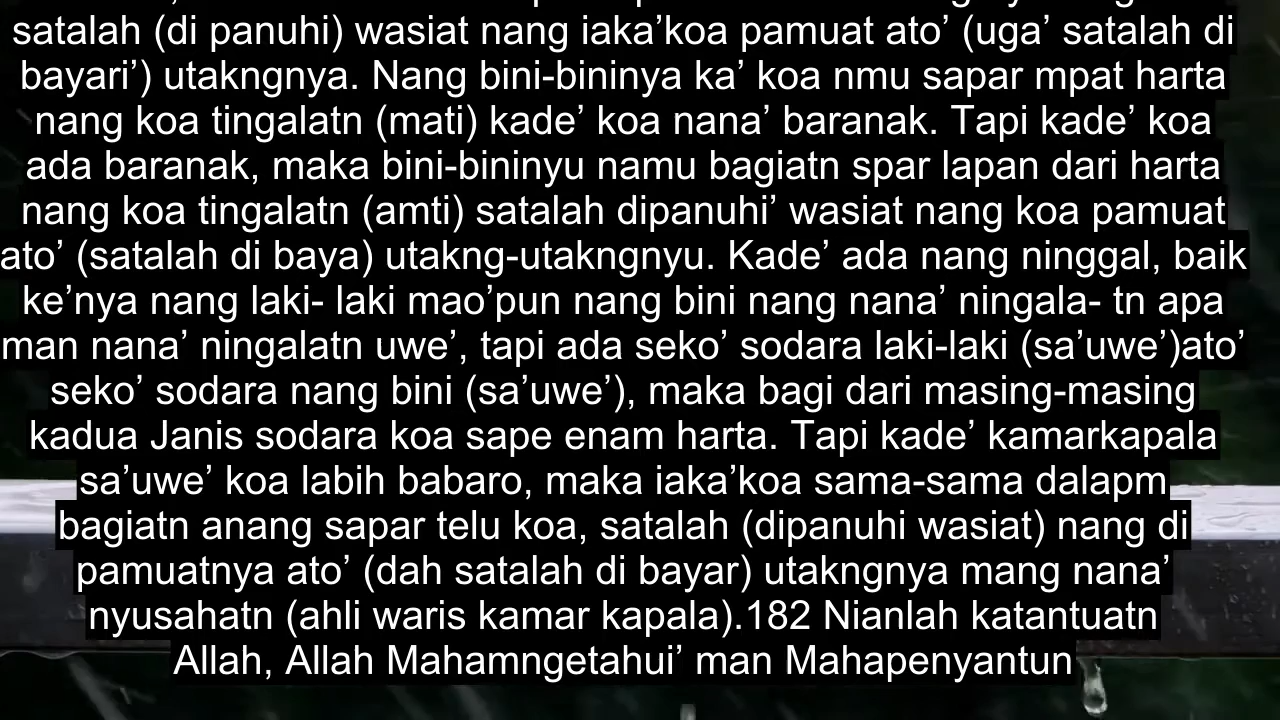 satalah (di panuhi) wasiat nang iaka’koa pamuat ato’ (uga’ satalah di
bayari’) utakngnya. Nang bini-bininya ka’ koa nmu sapar mpat harta
nang koa tingalatn (mati) kade’ koa nana’ baranak. Tapi kade’ koa
ada baranak, maka bini-bininyu namu bagiatn spar lapan dari harta
nang koa tingalatn (amti) satalah dipanuhi’ wasiat nang koa pamuat
ato’ (satalah di baya) utakng-utakngnyu. Kade’ ada nang ninggal, baik
ke’nya nang laki- laki mao’pun nang bini nang nana’ ningala- tn apa
man nana’ ningalatn uwe’, tapi ada seko’ sodara laki-laki (sa’uwe’)ato’
seko’ sodara nang bini (sa’uwe’), maka bagi dari masing-masing
kadua Janis sodara koa sape enam harta. Tapi kade’ kamarkapala
sa’uwe’ koa labih babaro, maka iaka’koa sama-sama dalapm
bagiatn anang sapar telu koa, satalah (dipanuhi wasiat) nang di
pamuatnya ato’ (dah satalah di bayar) utakngnya mang nana’
nyusahatn (ahli waris kamar kapala).182 Nianlah katantuatn
Allah, Allah Mahamngetahui’ man Mahapenyantun